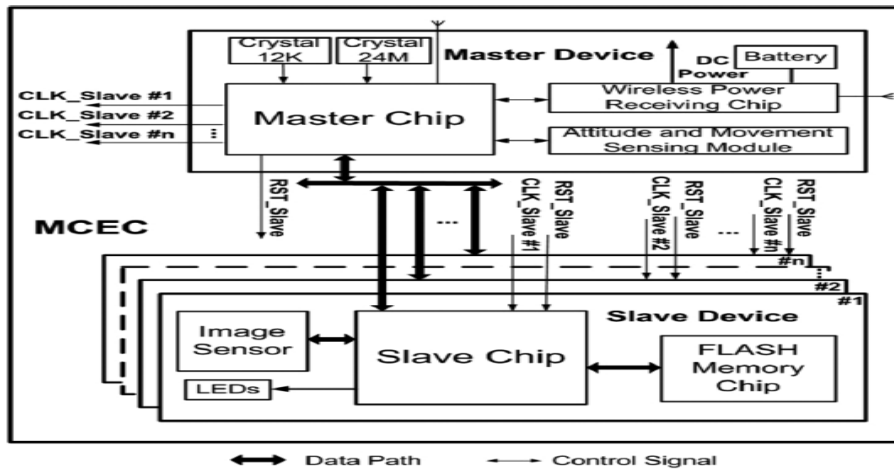 Crystal
12K
Crystal
24M
Master Device
DC
Power
Battery
CLK_Slave #1
CLK_Slave #2
CLK_Slave #n
...
Master Chip
Wireless Power
Receiving Chip
Attitude and Movement
Sensing Module
RST_Slave
MCEC
...
CLK_Slave #1
RST_Slave
CLK_Slave #2
RST_Slave
...
CLK_Slave #n
RST_Slave
#n
...
#2
#1
Slave Device
Image
Sensor
LEDs
Slave Chip
FLASH
Memory
Chip
Data Path
Control Signal